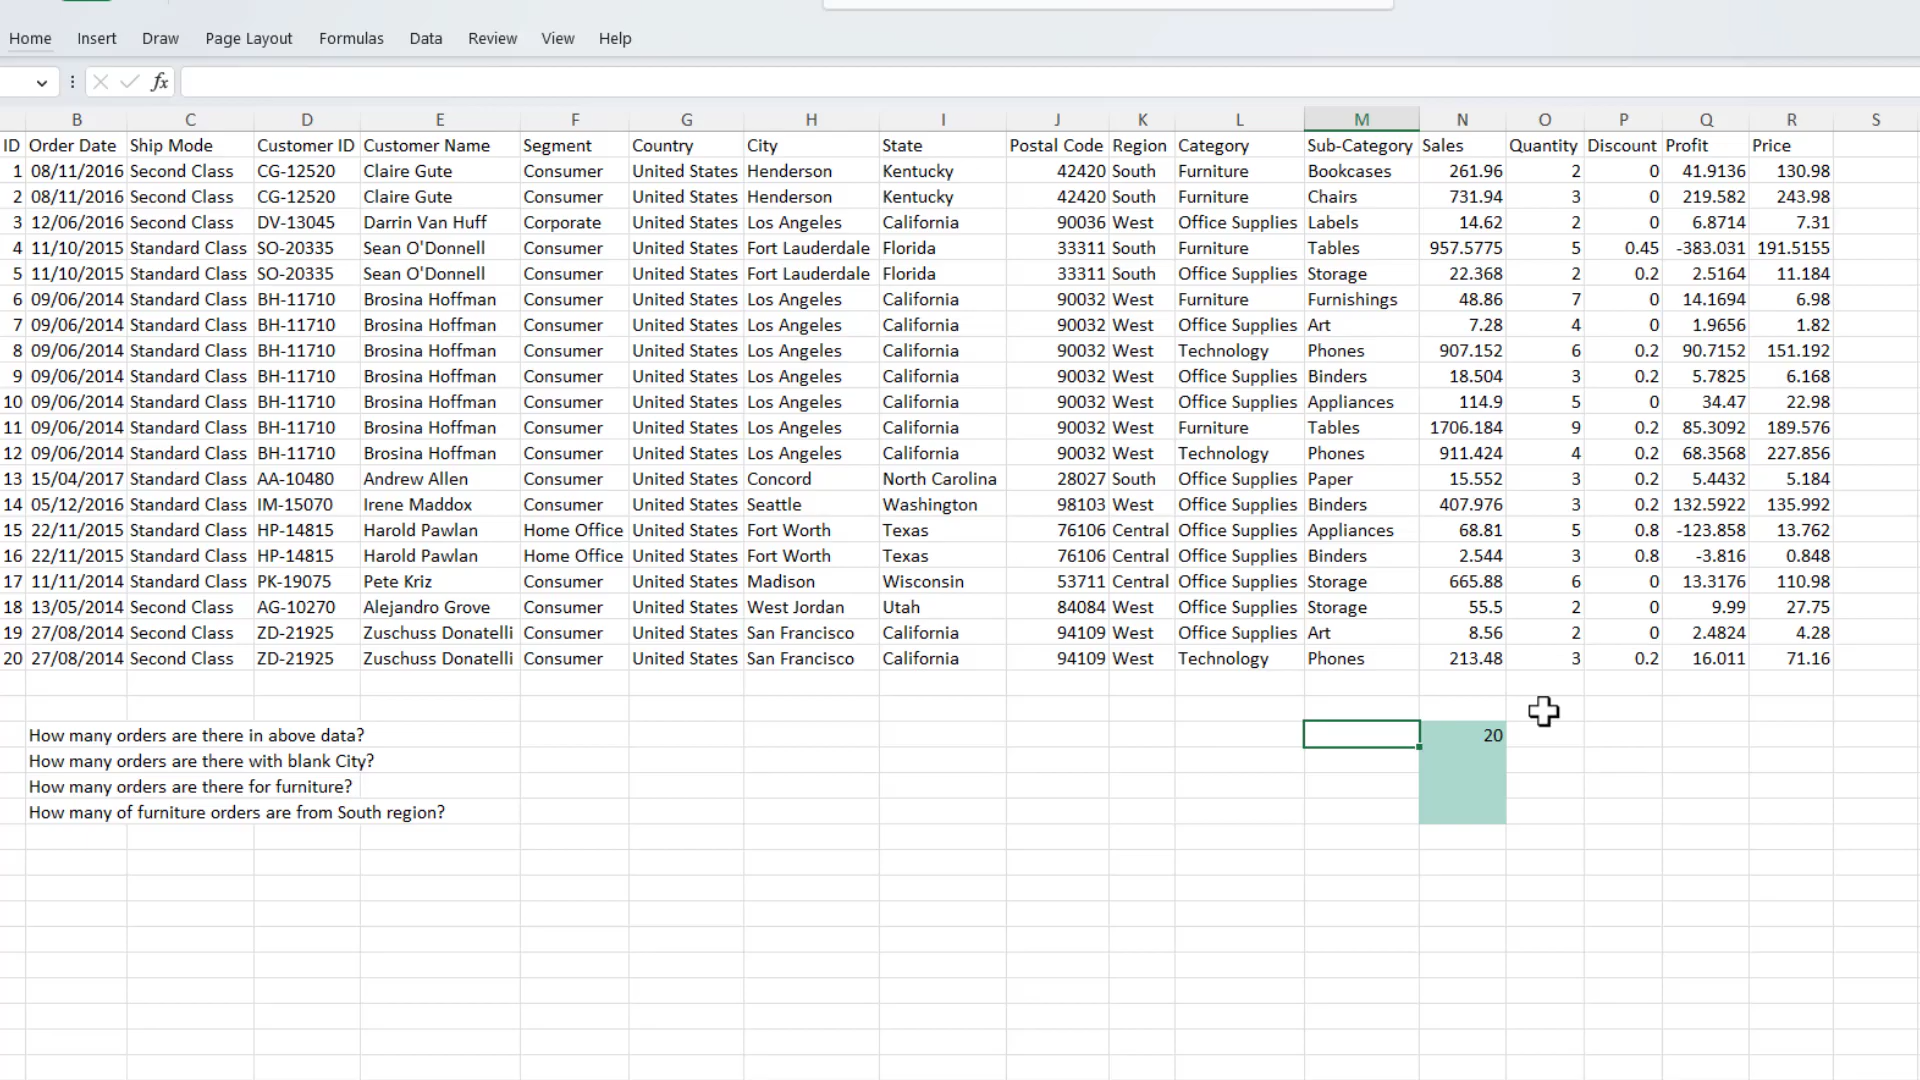 Home Insert Draw Page Layout Formulas Data Review View Help
fx
B C D E F G H I J K L M N O P Q R S
ID Order Date Ship Mode Customer ID Customer Name Segment Country City State Postal Code Region Category Sub-Category Sales Quantity Discount Profit Price
1 08/11/2016 Second Class CG-12520 Claire Gute Consumer United States Henderson Kentucky 42420 South Furniture Bookcases 261.96 2 0 41.9136 130.98
2 08/11/2016 Second Class CG-12520 Claire Gute Consumer United States Henderson Kentucky 42420 South Furniture Chairs 731.94 3 0 219.582 243.98
3 12/06/2016 Second Class DV-13045 Darrin Van Huff Corporate United States Los Angeles California 90036 West Office Supplies Labels 14.62 2 0 6.8714 7.31
4 11/10/2015 Standard Class SO-20335 Sean O'Donnell Consumer United States Fort Lauderdale Florida 33311 South Furniture Tables 957.5775 5 0.45 -383.031 191.5155
5 11/10/2015 Standard Class SO-20335 Sean O'Donnell Consumer United States Fort Lauderdale Florida 33311 South Office Supplies Storage 22.368 2 0.2 2.5164 11.184
6 09/06/2014 Standard Class BH-11710 Brosina Hoffman Consumer United States Los Angeles California 90032 West Furniture Furnishings 48.86 7 0 14.1694 6.98
7 09/06/2014 Standard Class BH-11710 Brosina Hoffman Consumer United States Los Angeles California 90032 West Office Supplies Art 7.28 4 0 1.9656 1.82
8 09/06/2014 Standard Class BH-11710 Brosina Hoffman Consumer United States Los Angeles California 90032 West Technology Phones 907.152 6 0.2 90.7152 151.192
9 09/06/2014 Standard Class BH-11710 Brosina Hoffman Consumer United States Los Angeles California 90032 West Office Supplies Binders 18.504 3 0.2 5.7825 6.168
10 09/06/2014 Standard Class BH-11710 Brosina Hoffman Consumer United States Los Angeles California 90032 West Office Supplies Appliances 114.9 5 0 34.47 22.98
11 09/06/2014 Standard Class BH-11710 Brosina Hoffman Consumer United States Los Angeles California 90032 West Furniture Tables 1706.184 9 0.2 85.3092 189.576
12 09/06/2014 Standard Class BH-11710 Brosina Hoffman Consumer United States Los Angeles California 90032 West Technology Phones 911.424 4 0.2 68.3568 227.856
13 15/04/2017 Standard Class AA-10480 Andrew Allen Consumer United States Concord North Carolina 28027 South Office Supplies Paper 15.552 3 0.2 5.4432 5.184
14 05/12/2016 Standard Class IM-15070 Irene Maddox Consumer United States Seattle Washington 98103 West Office Supplies Binders 407.976 3 0.2 132.5922 135.992
15 22/11/2015 Standard Class HP-14815 Harold Pawlan Home Office United States Fort Worth Texas 76106 Central Office Supplies Appliances 68.81 5 0.8 -123.858 13.762
16 22/11/2015 Standard Class HP-14815 Harold Pawlan Home Office United States Fort Worth Texas 76106 Central Office Supplies Binders 2.544 3 0.8 -3.816 0.848
17 11/11/2014 Standard Class PK-19075 Pete Kriz Consumer United States Madison Wisconsin 53711 Central Office Supplies Storage 665.88 6 0 13.3176 110.98
18 13/05/2014 Second Class AG-10270 Alejandro Grove Consumer United States West Jordan Utah 84084 West Office Supplies Storage 55.5 2 0 9.99 27.75
19 27/08/2014 Second Class ZD-21925 Zuschuss Donatelli Consumer United States San Francisco California 94109 West Office Supplies Art 8.56 2 0 2.4824 4.28
20 27/08/2014 Second Class ZD-21925 Zuschuss Donatelli Consumer United States San Francisco California 94109 West Technology Phones 213.48 3 0.2 16.011 71.16
How many orders are there in above data? 20
How many orders are there with blank City?
How many orders are there for furniture?
How many of furniture orders are from South region?